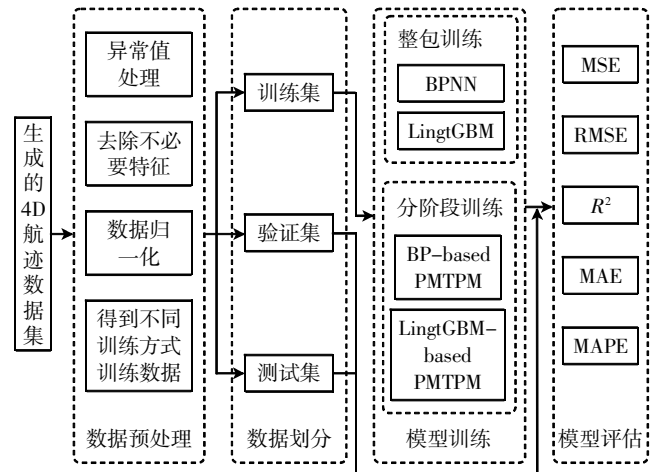 生成的4D航迹数据集
异常值
处理
去除不必
要特征
数据归
一化
得到不同
训练方式
训练数据
数据预处理
训练集
验证集
测试集
数据划分
整包训练
BPNN
LingtGBM
分阶段训练
BP-based
PMTPM
LingtGBM-
based
PMTPM
模型训练
MSE
RMSE
R²
MAE
MAPE
模型评估